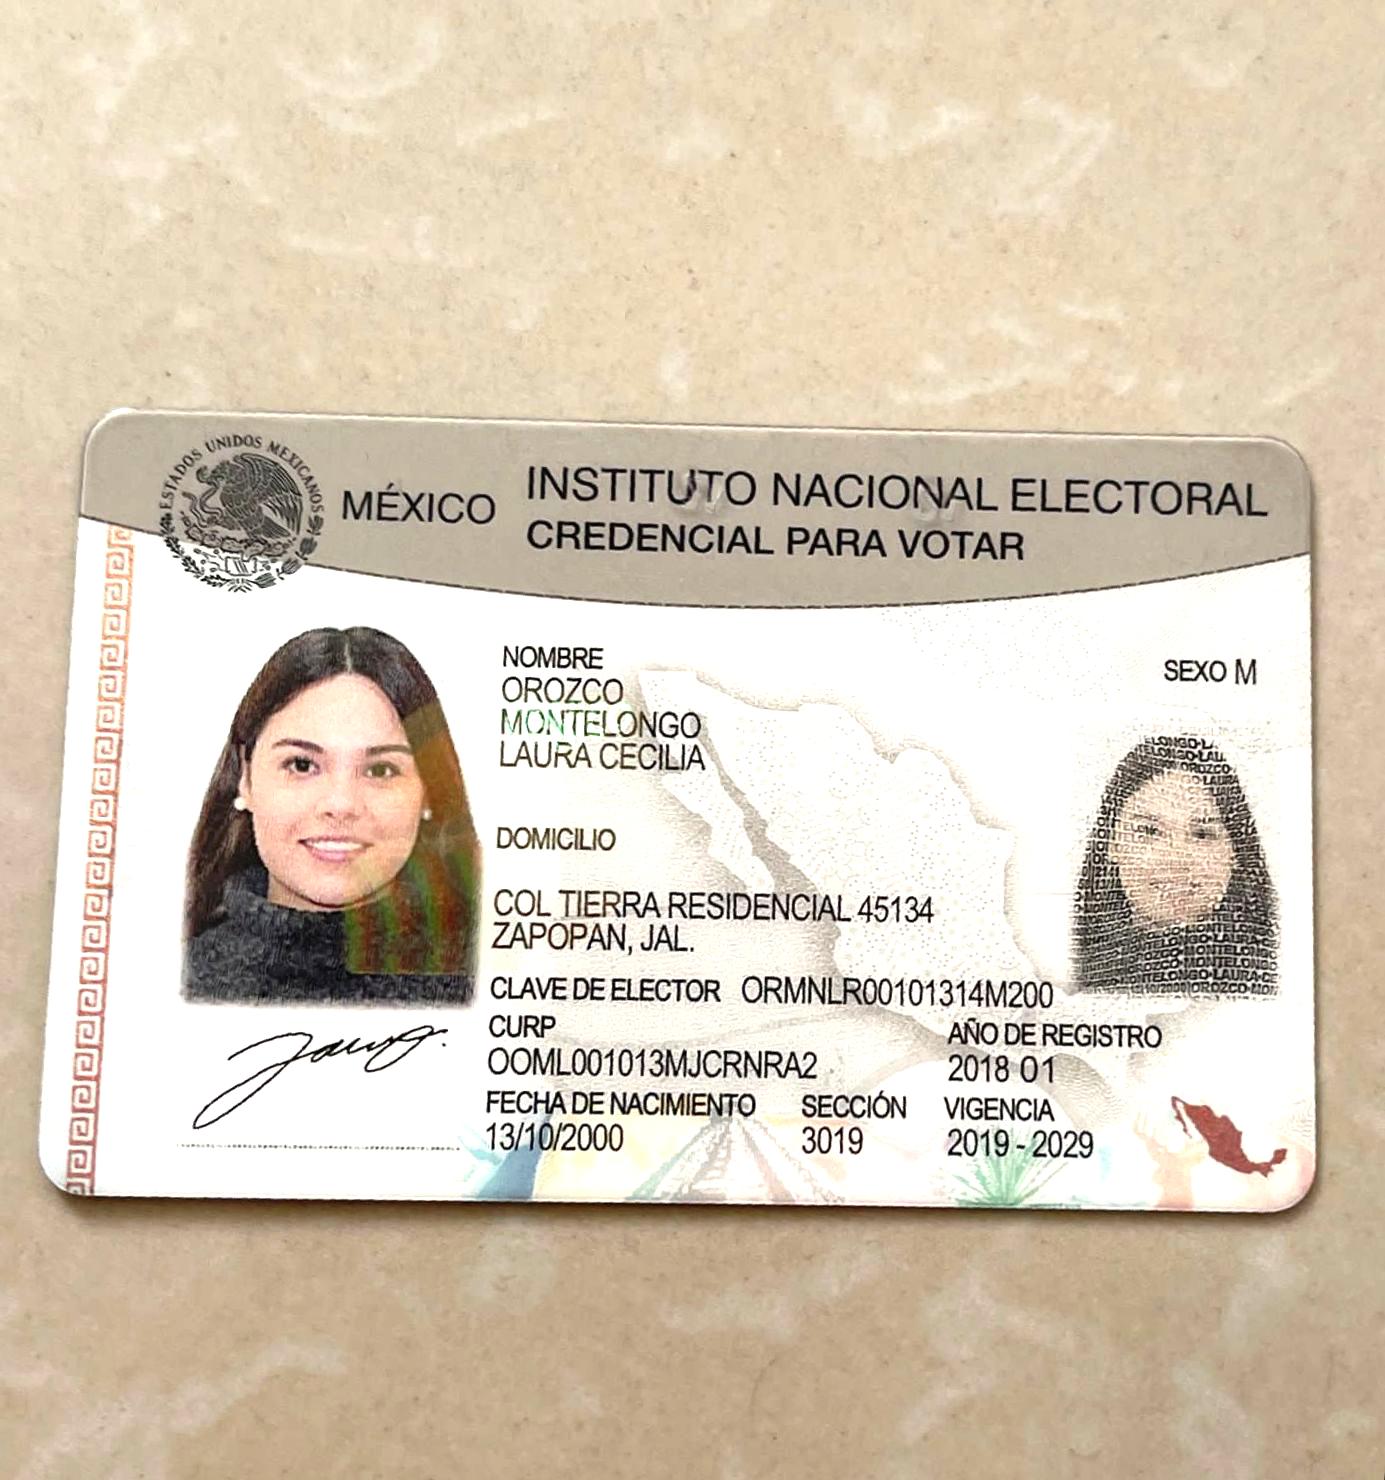 ESTADOS UNIDOS MEXICANOS
MÉXICO
INSTITUTO NACIONAL ELECTORAL
CREDENCIAL PARA VOTAR
NOMBRE
OROZCO
MONTELONGO
LAURA CECILIA
SEXO M
DOMICILIO
COL TIERRA RESIDENCIAL 45134
ZAPOPAN, JAL.
CLAVE DE ELECTOR ORMNLR00101314M200
CURP
OOML001013MJCRNRA2
AÑO DE REGISTRO
2018 01
FECHA DE NACIMIENTO
13/10/2000
SECCIÓN
3019
VIGENCIA
2019 - 2029